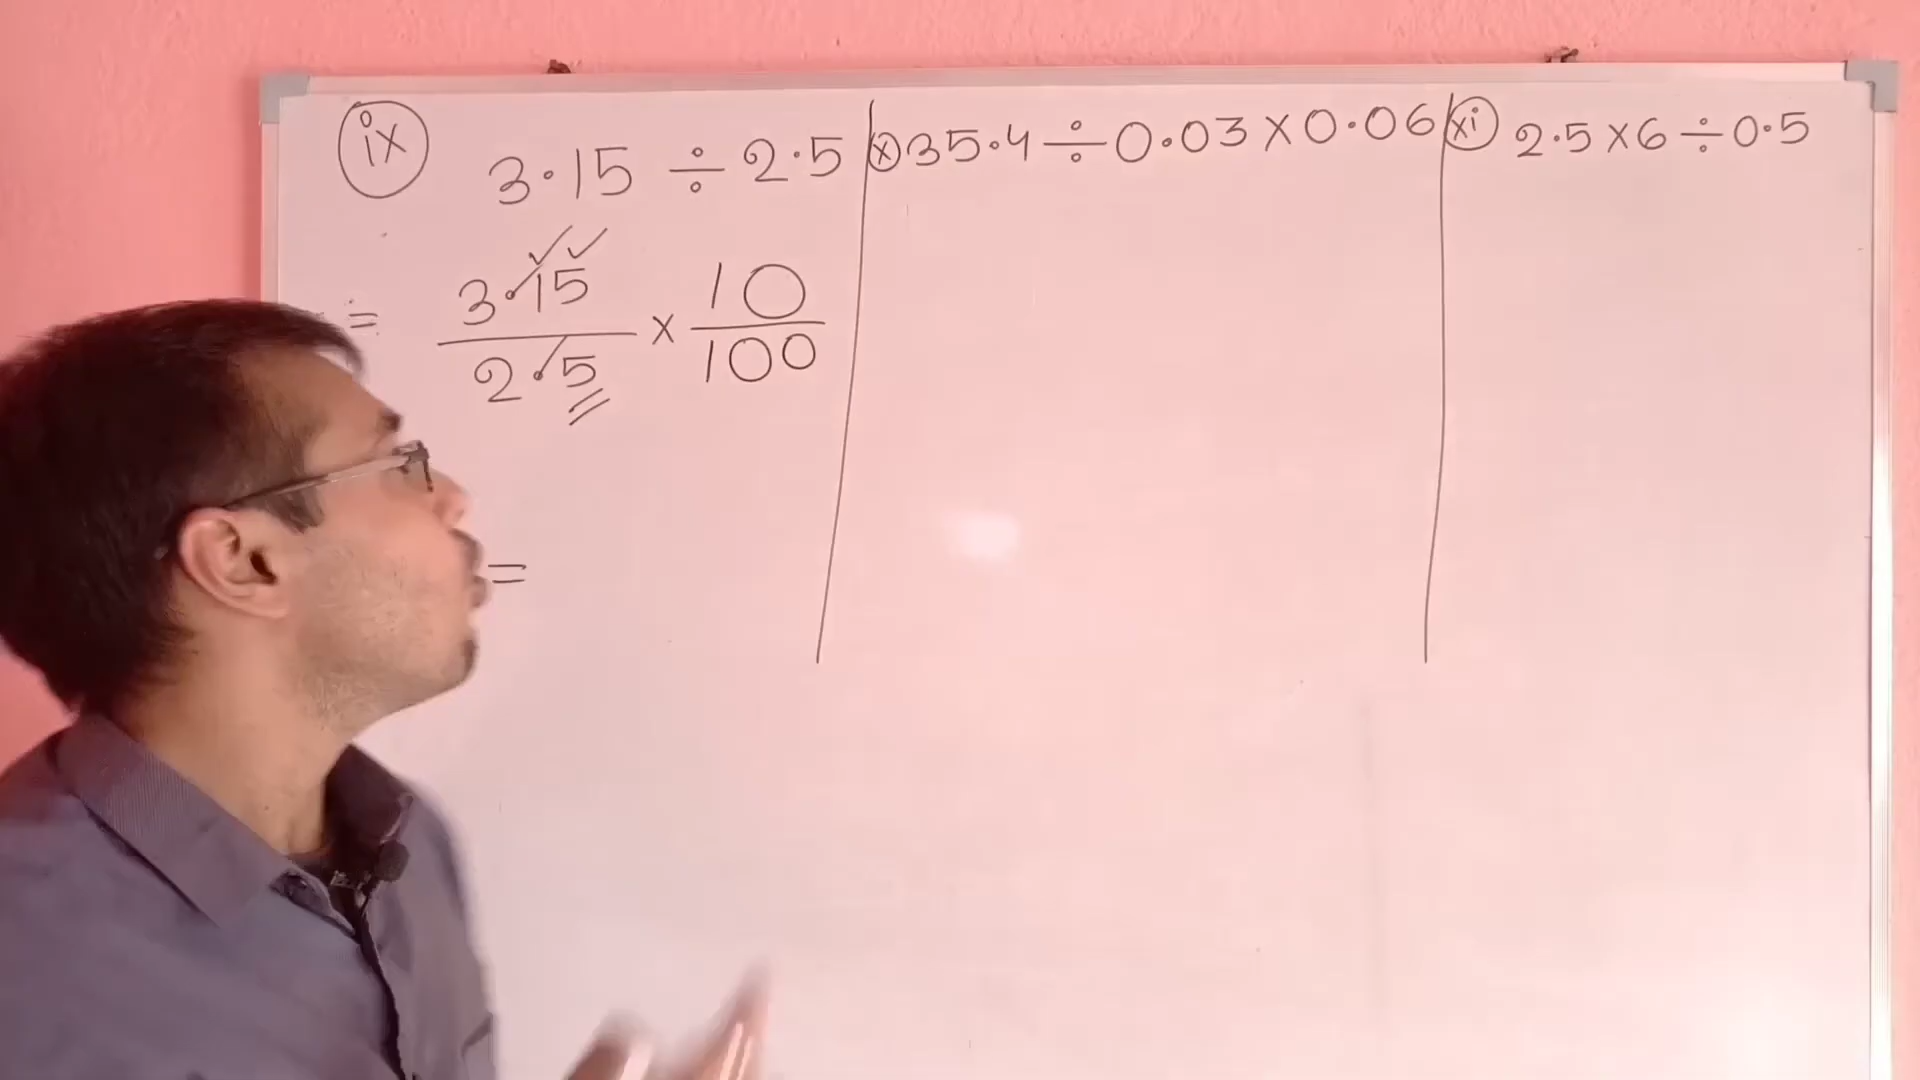 ix 3.15 ÷ 2.5
= 3.15/2.5 × 10/100
=
x 35.4 ÷ 0.03 × 0.06
xi 2.5 × 6 ÷ 0.5